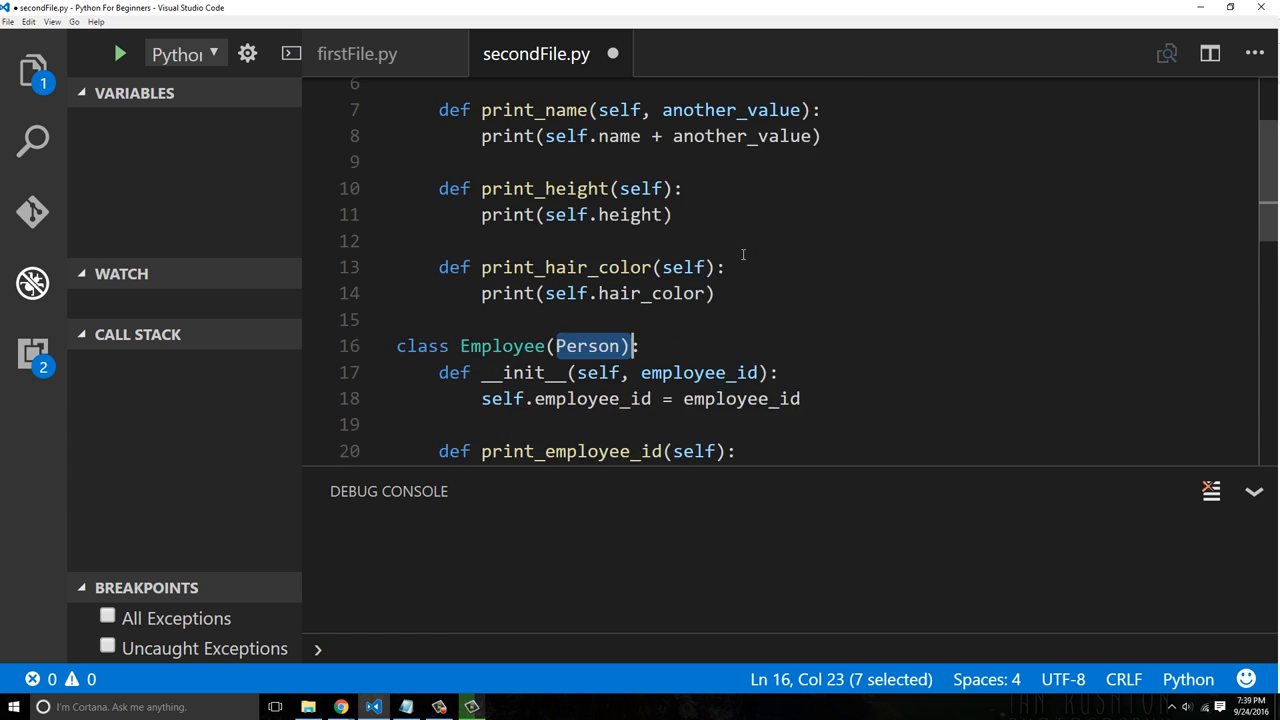 ● secondFile.py - Python For Beginners - Visual Studio Code
File Edit View Go Help
Python
firstFile.py
secondFile.py
1
2
VARIABLES
WATCH
CALL STACK
BREAKPOINTS
All Exceptions
Uncaught Exceptions
6
7 def print_name(self, another_value):
8 print(self.name + another_value)
9
10 def print_height(self):
11 print(self.height)
12
13 def print_hair_color(self):
14 print(self.hair_color)
15
16 class Employee(Person):
17 def __init__(self, employee_id):
18 self.employee_id = employee_id
19
20 def print_employee_id(self):
DEBUG CONSOLE
0 0
Ln 16, Col 23 (7 selected) Spaces: 4 UTF-8 CRLF Python
I'm Cortana. Ask me anything.
7:39 PM
9/24/2016